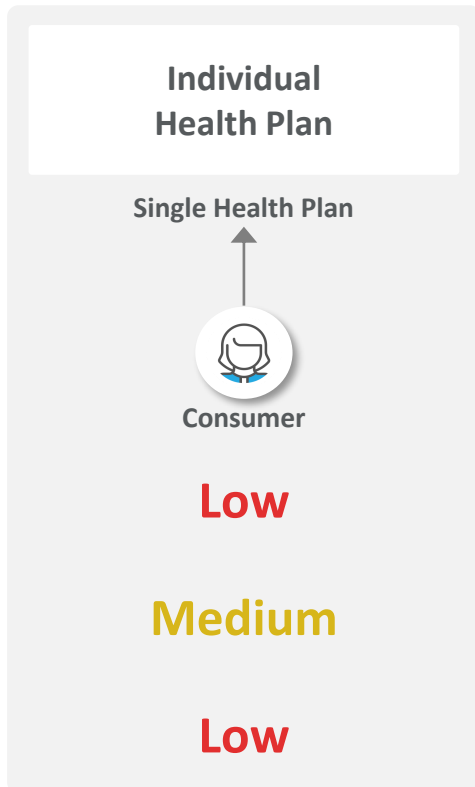 Individual
Health Plan
Single Health Plan
Consumer
Low
Medium
Low